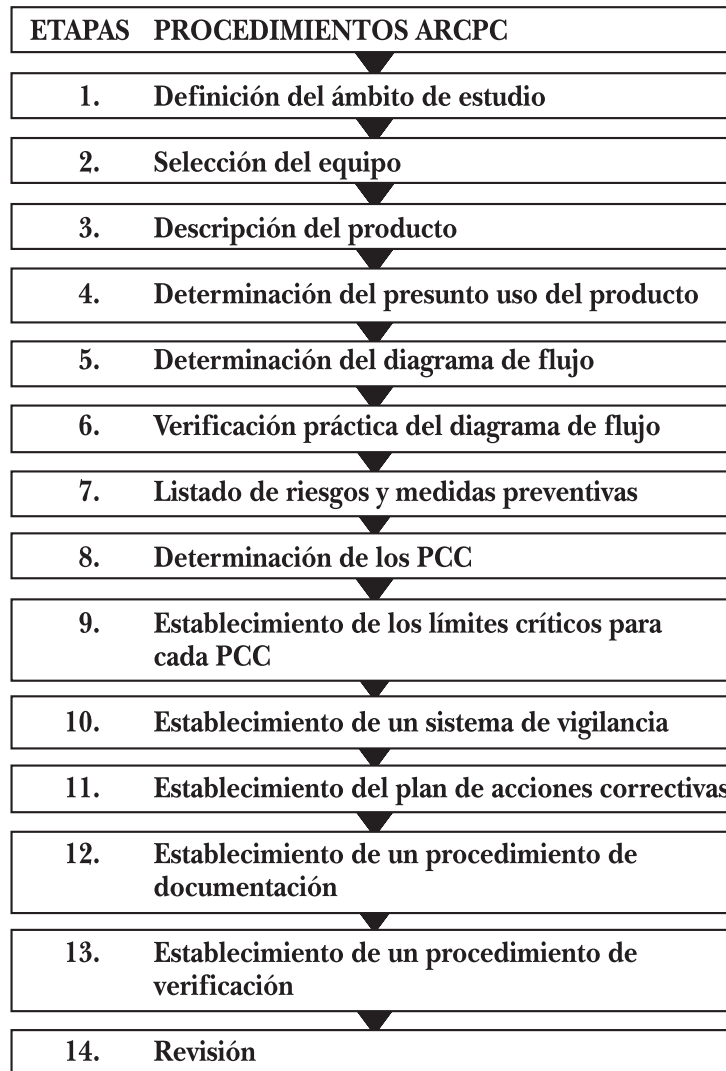 ETAPAS PROCEDIMIENTOS ARCPC
1. Definición del ámbito de estudio
2. Selección del equipo
3. Descripción del producto
4. Determinación del presunto uso del producto
5. Determinación del diagrama de flujo
6. Verificación práctica del diagrama de flujo
7. Listado de riesgos y medidas preventivas
8. Determinación de los PCC
9. Establecimiento de los límites críticos para
cada PCC
10. Establecimiento de un sistema de vigilancia
11. Establecimiento del plan de acciones correctivas
12. Establecimiento de un procedimiento de
documentación
13. Establecimiento de un procedimiento de
verificación
14. Revisión